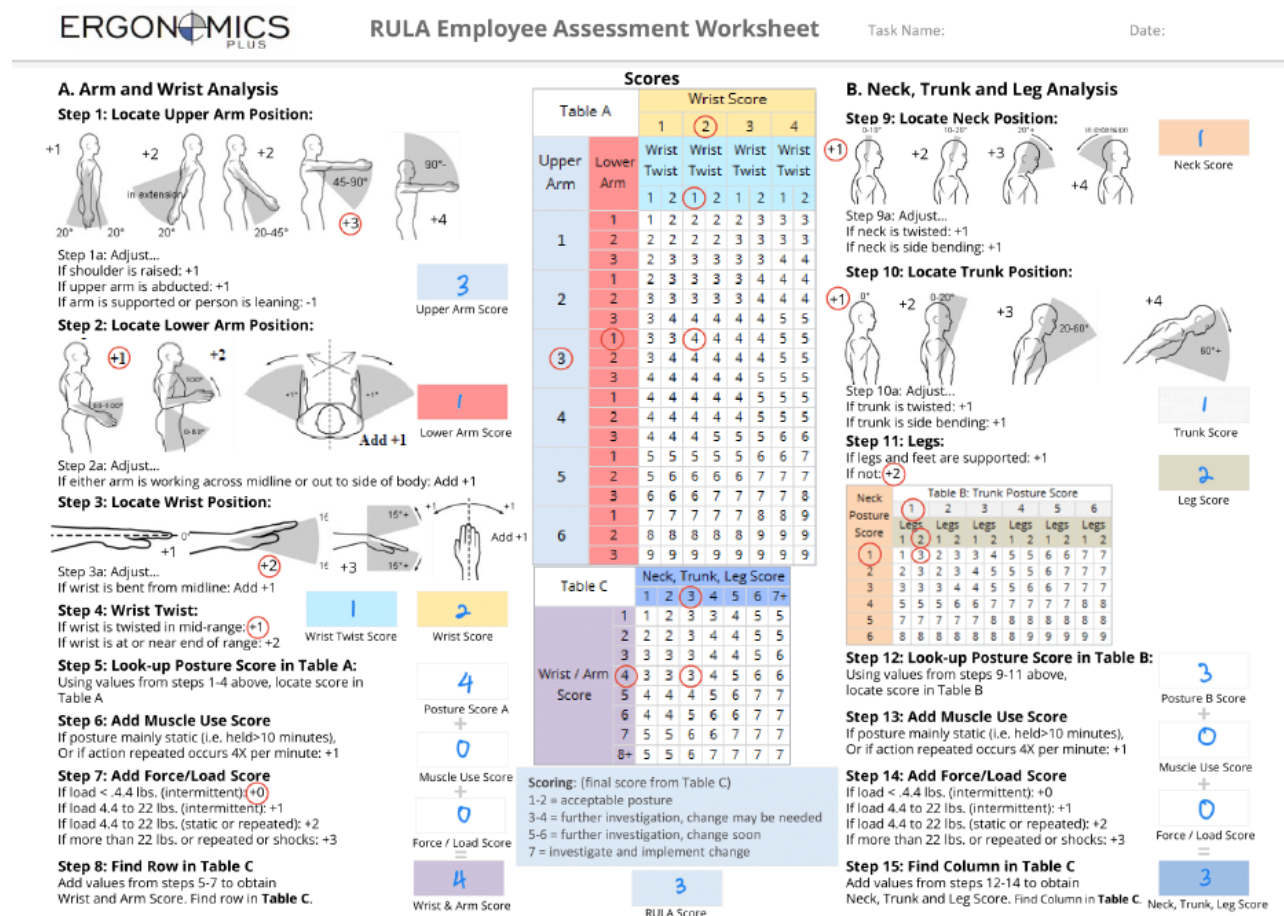 ERGONOMICS
PLUS
RULA Employee Assessment Worksheet
Task Name:
Date:
A. Arm and Wrist Analysis
Step 1: Locate Upper Arm Position:
+1
+2
+2
+3
+4
in extension
45-90°
90°-
20° 20° 20° 20-45°
Step 1a: Adjust...
If shoulder is raised: +1
If upper arm is abducted: +1
If arm is supported or person is leaning: -1
3
Upper Arm Score
Step 2: Locate Lower Arm Position:
+1
+2
100°
+1° +1°
Add +1
1
Lower Arm Score
Step 2a: Adjust...
If either arm is working across midline or out to side of body: Add +1
Step 3: Locate Wrist Position:
+1
0°
+2
+3
15°+
15°+
+1 +1
Add +1
Step 3a: Adjust...
If wrist is bent from midline: Add +1
Step 4: Wrist Twist:
If wrist is twisted in mid-range: +1
If wrist is at or near end of range: +2
1
Wrist Twist Score
2
Wrist Score
Step 5: Look-up Posture Score in Table A:
Using values from steps 1-4 above, locate score in
Table A
4
Posture Score A
+
Step 6: Add Muscle Use Score
If posture mainly static (i.e. held>10 minutes),
Or if action repeated occurs 4X per minute: +1
0
Muscle Use Score
+
Step 7: Add Force/Load Score
If load < .4.4 lbs. (intermittent): +0
If load 4.4 to 22 lbs. (intermittent): +1
If load 4.4 to 22 lbs. (static or repeated): +2
If more than 22 lbs. or repeated or shocks: +3
0
Force / Load Score
=
Step 8: Find Row in Table C
Add values from steps 5-7 to obtain
Wrist and Arm Score. Find row in Table C.
4
Wrist & Arm Score
Scores
Table A
Wrist Score
1 2 3 4
Upper Arm
Lower Arm
Wrist Twist Wrist Twist Wrist Twist Wrist Twist
1 2 1 2 1 2 1 2
1 1 1 2 2 2 2 3 3 3
2 2 2 2 2 3 3 3 3
3 2 3 3 3 3 3 4 4
2 1 2 3 3 3 3 4 4 4
2 3 3 3 3 3 4 4 4
3 3 4 4 4 4 4 5 5
3 1 3 3 4 4 4 4 5 5
2 3 4 4 4 4 4 5 5
3 4 4 4 4 4 5 5 5
4 1 4 4 4 4 4 5 5 5
2 4 4 4 4 4 5 5 5
3 4 4 4 5 5 5 6 6
5 1 5 5 5 5 5 6 6 7
2 5 6 6 6 6 7 7 7
3 6 6 6 7 7 7 7 8
6 1 7 7 7 7 7 8 8 9
2 8 8 8 8 8 9 9 9
3 9 9 9 9 9 9 9 9
Table C
Neck, Trunk, Leg Score
1 2 3 4 5 6 7+
Wrist / Arm Score
1 1 2 3 3 4 5 5
2 2 2 3 4 4 5 5
3 3 3 3 4 4 5 6
4 3 3 3 4 5 6 6
5 4 4 4 5 6 7 7
6 4 4 5 6 6 7 7
7 5 5 6 6 7 7 7
8+ 5 5 6 7 7 7 7
Scoring: (final score from Table C)
1-2 = acceptable posture
3-4 = further investigation, change may be needed
5-6 = further investigation, change soon
7 = investigate and implement change
3
RULA Score
B. Neck, Trunk and Leg Analysis
Step 9: Locate Neck Position:
0-10° 10-20° 20°+ in extension
+1
+2
+3
+4
1
Neck Score
Step 9a: Adjust...
If neck is twisted: +1
If neck is side bending: +1
Step 10: Locate Trunk Position:
+1 0°
+2 0-20°
+3 20-60°
+4 60°+
Step 10a: Adjust...
If trunk is twisted: +1
If trunk is side bending: +1
1
Trunk Score
Step 11: Legs:
If legs and feet are supported: +1
If not: +2
2
Leg Score
Neck Posture Score
Table B: Trunk Posture Score
1 2 3 4 5 6
Legs Legs Legs Legs Legs Legs
1 2 1 2 1 2 1 2 1 2 1 2
1 1 3 2 3 3 4 5 5 6 6 7 7
2 2 3 2 3 4 5 5 5 6 7 7 7
3 3 3 3 4 4 5 5 6 6 7 7 7
4 5 5 5 6 6 7 7 7 7 7 8 8
5 7 7 7 7 7 8 8 8 8 8 8 8
6 8 8 8 8 8 8 8 9 9 9 9 9
Step 12: Look-up Posture Score in Table B:
Using values from steps 9-11 above,
locate score in Table B
3
Posture B Score
+
Step 13: Add Muscle Use Score
If posture mainly static (i.e. held>10 minutes),
Or if action repeated occurs 4X per minute: +1
0
Muscle Use Score
+
Step 14: Add Force/Load Score
If load < .4.4 lbs. (intermittent): +0
If load 4.4 to 22 lbs. (intermittent): +1
If load 4.4 to 22 lbs. (static or repeated): +2
If more than 22 lbs. or repeated or shocks: +3
0
Force / Load Score
=
Step 15: Find Column in Table C
Add values from steps 12-14 to obtain
Neck, Trunk and Leg Score. Find Column in Table C.
3
Neck, Trunk, Leg Score